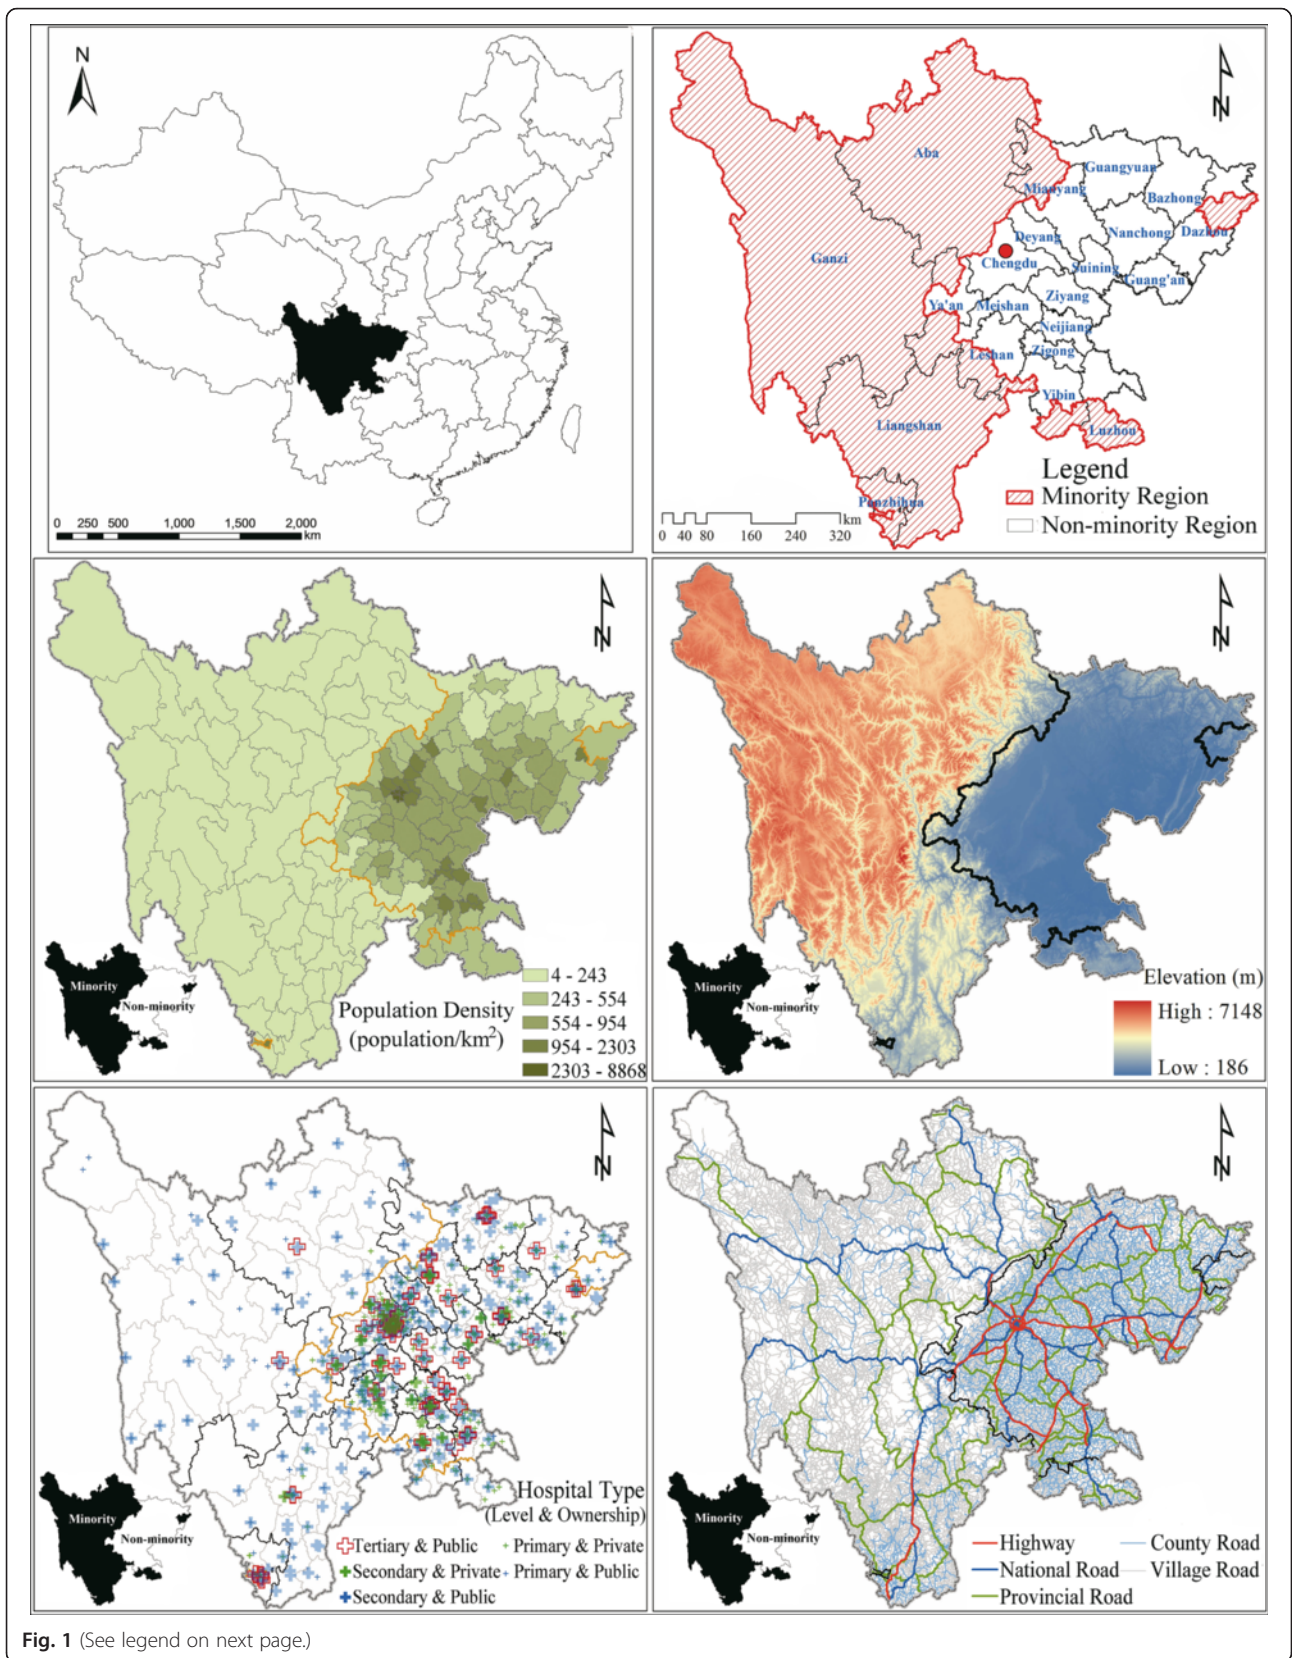 N
0 250 500 1,000 1,500 2,000
km
N
Aba
Guangyuan
Mianyang
Bazhong
Nanchong
Dazhou
Deyang
Ganzi
Chengdu
Suining
Guang'an
Ya'an
Meishan
Ziyang
Neijiang
Leshan
Zigong
Yibin
Liangshan
Luzhou
Panzhihua
Legend
Minority Region
Non-minority Region
km
0 40 80 160 240 320
N
Minority
Non-minority
Population Density
(population/km²)
4 - 243
243 - 554
554 - 954
954 - 2303
2303 - 8868
N
Minority
Non-minority
Elevation (m)
High : 7148
Low : 186
N
Minority
Non-minority
Hospital Type
(Level & Ownership)
Tertiary & Public
Primary & Private
Secondary & Private
Primary & Public
Secondary & Public
N
Minority
Non-minority
Highway
County Road
National Road
Village Road
Provincial Road
Fig. 1 (See legend on next page.)